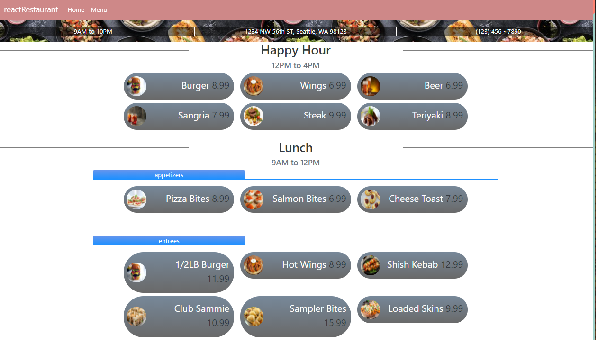 reactRestaurant Home Menu
9AM to 10PM 1234 NW 56th ST, Seattle, WA 98123 (123) 456 - 7890
Happy Hour
12PM to 4PM
Burger 8.99 Wings 6.99 Beer 6.99
Sangria 7.99 Steak 9.99 Teriyaki 8.99
Lunch
9AM to 12PM
appetizers
Pizza Bites 8.99 Salmon Bites 6.99 Cheese Toast 7.99
entrees
1/2LB Burger
11.99
Hot Wings 8.99 Shish Kebab 12.99
Club Sammie
10.99
Sampler Bites
15.99
Loaded Skins 9.99